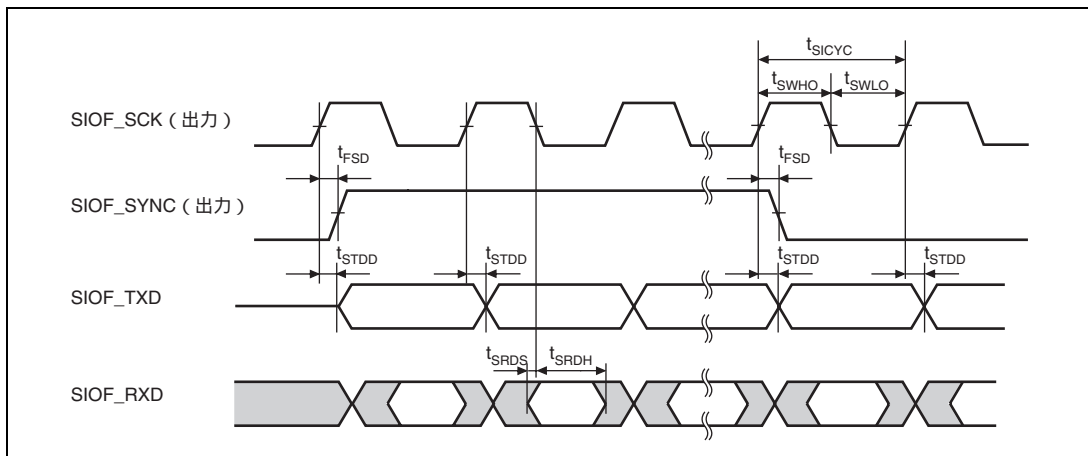 tSICYC
tSWHO
tSWLO
SIOF_SCK（出力）
tFSD
tFSD
SIOF_SYNC（出力）
tSTDD
tSTDD
tSTDD
tSTDD
SIOF_TXD
tSRDS
tSRDH
SIOF_RXD